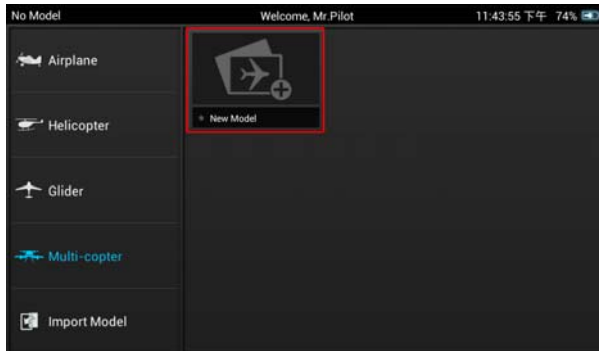 No Model Welcome, Mr.Pilot 11:43:55 下午 74%
Airplane
Helicopter
Glider
Multi-copter
Import Model
New Model